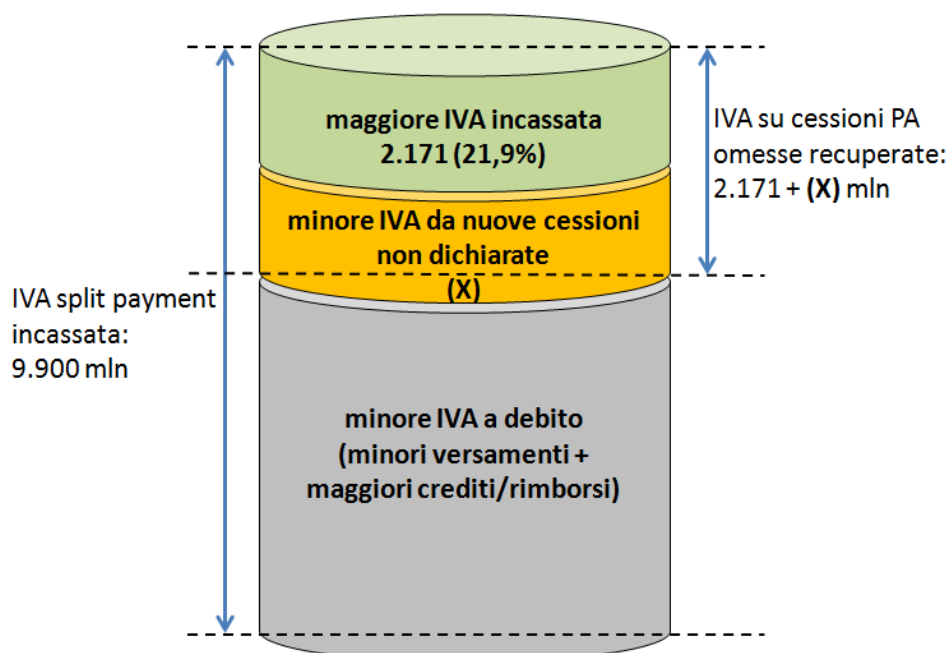 maggiore IVA incassata
2.171 (21,9%)
IVA su cessioni PA
omesse recuperate:
2.171 + (X) mln
minore IVA da nuove cessioni
non dichiarate
(X)
IVA split payment
incassata:
9.900 mln
minore IVA a debito
(minori versamenti +
maggiori crediti/rimborsi)